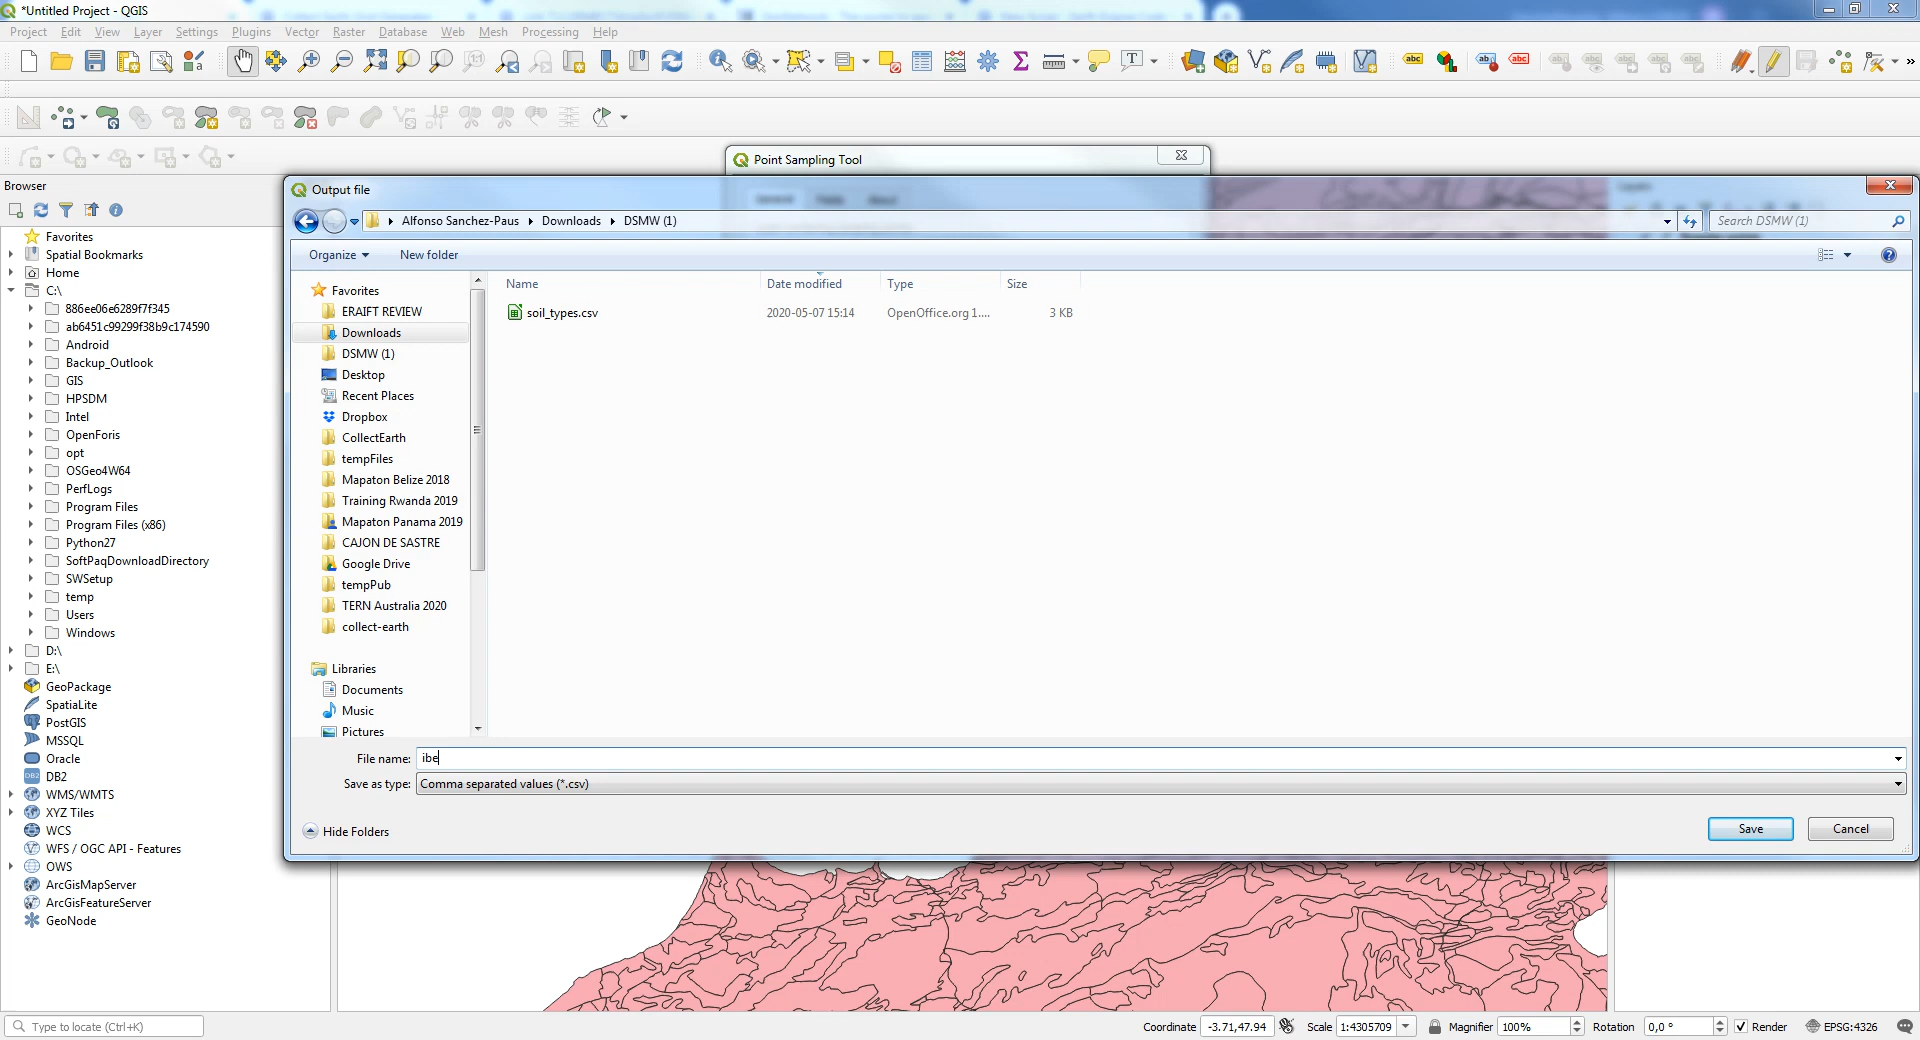 *Untitled Project - QGIS
Project Edit View Layer Settings Plugins Vector Raster Database Web Mesh Processing Help
Point Sampling Tool
Browser
Favorites
Spatial Bookmarks
Home
C:\
886ee06e6289f7f345
ab6451c99299f38b9c174590
Android
Backup_Outlook
GIS
HPSDM
Intel
OpenForis
opt
OSGeo4W64
PerfLogs
Program Files
Program Files (x86)
Python27
SoftPaqDownloadDirectory
SWSetup
temp
Users
Windows
D:\
E:\
GeoPackage
SpatiaLite
PostGIS
MSSQL
Oracle
DB2
WMS/WMTS
XYZ Tiles
WCS
WFS / OGC API - Features
OWS
ArcGisMapServer
ArcGisFeatureServer
GeoNode
Output file
Alfonso Sanchez-Paus Downloads DSMW (1)
Search DSMW (1)
Organize New folder
Favorites
ERAIFT REVIEW
Downloads
DSMW (1)
Desktop
Recent Places
Dropbox
CollectEarth
tempFiles
Mapaton Belize 2018
Training Rwanda 2019
Mapaton Panama 2019
CAJON DE SASTRE
Google Drive
tempPub
TERN Australia 2020
collect-earth
Libraries
Documents
Music
Pictures
Name Date modified Type Size
soil_types.csv 2020-05-07 15:14 OpenOffice.org 1.... 3 KB
File name: ibe
Save as type: Comma separated values (*.csv)
Hide Folders Save Cancel
Type to locate (Ctrl+K) Coordinate -3.71,47.94 Scale 1:4305709 Magnifier 100% Rotation 0,0 ° Render EPSG:4326